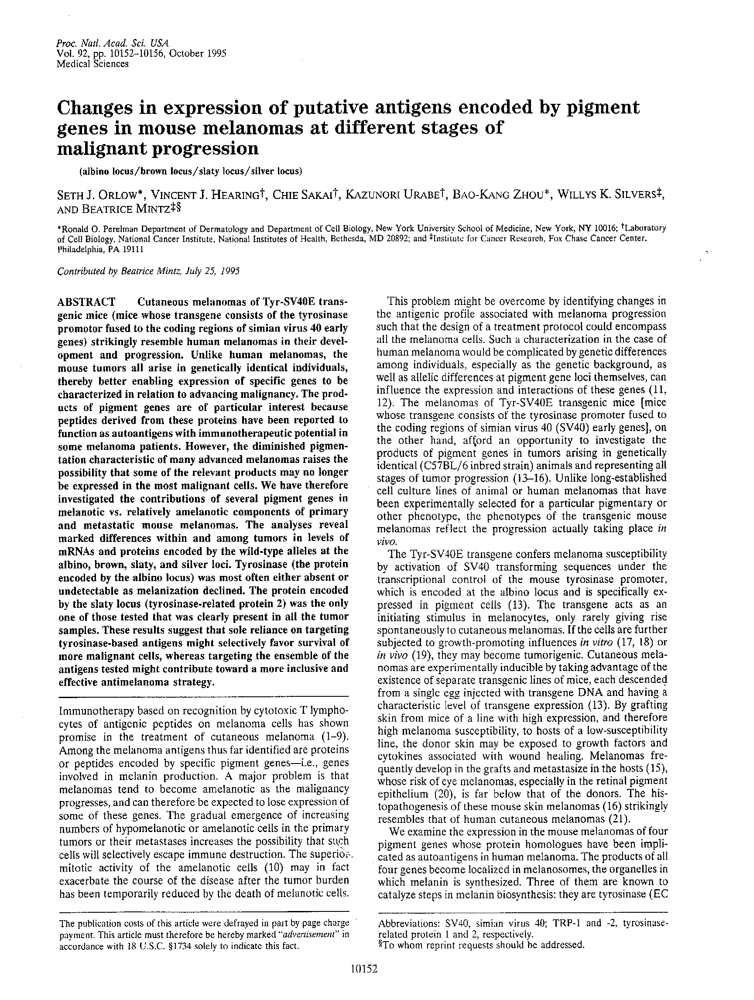 Proc. Natl. Acad. Sci. USA
Vol. 92, pp. 10152–10156, October 1995
Medical Sciences
Changes in expression of putative antigens encoded by pigment
genes in mouse melanomas at different stages of
malignant progression
(albino locus/brown locus/slaty locus/silver locus)
SETH J. ORLOW*, VINCENT J. HEARING†, CHIE SAKAI†, KAZUNORI URABE†, BAO-KANG ZHOU*, WILLYS K. SILVERS‡,
AND BEATRICE MINTZ‡§
*Ronald O. Perelman Department of Dermatology and Department of Cell Biology, New York University School of Medicine, New York, NY 10016; †Laboratory
of Cell Biology, National Cancer Institute, National Institutes of Health, Bethesda, MD 20892; and ‡Institute for Cancer Research, Fox Chase Cancer Center,
Philadelphia, PA 19111
Contributed by Beatrice Mintz, July 25, 1995
ABSTRACT Cutaneous melanomas of Tyr-SV40E trans-
genic mice (mice whose transgene consists of the tyrosinase
promotor fused to the coding regions of simian virus 40 early
genes) strikingly resemble human melanomas in their devel-
opment and progression. Unlike human melanomas, the
mouse tumors all arise in genetically identical individuals,
thereby better enabling expression of specific genes to be
characterized in relation to advancing malignancy. The prod-
ucts of pigment genes are of particular interest because
peptides derived from these proteins have been reported to
function as autoantigens with immunotherapeutic potential in
some melanoma patients. However, the diminished pigmen-
tation characteristic of many advanced melanomas raises the
possibility that some of the relevant products may no longer
be expressed in the most malignant cells. We have therefore
investigated the contributions of several pigment genes in
melanotic vs. relatively amelanotic components of primary
and metastatic mouse melanomas. The analyses reveal
marked differences within and among tumors in levels of
mRNAs and proteins encoded by the wild-type alleles at the
albino, brown, slaty, and silver loci. Tyrosinase (the protein
encoded by the albino locus) was most often either absent or
undetectable as melanization declined. The protein encoded
by the slaty locus (tyrosinase-related protein 2) was the only
one of those tested that was clearly present in all the tumor
samples. These results suggest that sole reliance on targeting
tyrosinase-based antigens might selectively favor survival of
more malignant cells, whereas targeting the ensemble of the
antigens tested might contribute toward a more inclusive and
effective antimelanoma strategy.
Immunotherapy based on recognition by cytotoxic T lympho-
cytes of antigenic peptides on melanoma cells has shown
promise in the treatment of cutaneous melanoma (1–9).
Among the melanoma antigens thus far identified are proteins
or peptides encoded by specific pigment genes—i.e., genes
involved in melanin production. A major problem is that
melanomas tend to become amelanotic as the malignancy
progresses, and can therefore be expected to lose expression of
some of these genes. The gradual emergence of increasing
numbers of hypomelanotic or amelanotic cells in the primary
tumors or their metastases increases the possibility that such
cells will selectively escape immune destruction. The superior
mitotic activity of the amelanotic cells (10) may in fact
exacerbate the course of the disease after the tumor burden
has been temporarily reduced by the death of melanotic cells.
The publication costs of this article were defrayed in part by page charge
payment. This article must therefore be hereby marked "advertisement" in
accordance with 18 U.S.C. §1734 solely to indicate this fact.
This problem might be overcome by identifying changes in
the antigenic profile associated with melanoma progression
such that the design of a treatment protocol could encompass
all the melanoma cells. Such a characterization in the case of
human melanoma would be complicated by genetic differences
among individuals, especially as the genetic background, as
well as allelic differences at pigment gene loci themselves, can
influence the expression and interactions of these genes (11,
12). The melanomas of Tyr-SV40E transgenic mice [mice
whose transgene consists of the tyrosinase promoter fused to
the coding regions of simian virus 40 (SV40) early genes], on
the other hand, afford an opportunity to investigate the
products of pigment genes in tumors arising in genetically
identical (C57BL/6 inbred strain) animals and representing all
stages of tumor progression (13–16). Unlike long-established
cell culture lines of animal or human melanomas that have
been experimentally selected for a particular pigmentary or
other phenotype, the phenotypes of the transgenic mouse
melanomas reflect the progression actually taking place in
vivo.
The Tyr-SV40E transgene confers melanoma susceptibility
by activation of SV40 transforming sequences under the
transcriptional control of the mouse tyrosinase promoter,
which is encoded at the albino locus and is specifically ex-
pressed in pigment cells (13). The transgene acts as an
initiating stimulus in melanocytes, only rarely giving rise
spontaneously to cutaneous melanomas. If the cells are further
subjected to growth-promoting influences in vitro (17, 18) or
in vivo (19), they may become tumorigenic. Cutaneous mela-
nomas are experimentally inducible by taking advantage of the
existence of separate transgenic lines of mice, each descended
from a single egg injected with transgene DNA and having a
characteristic level of transgene expression (13). By grafting
skin from mice of a line with high expression, and therefore
high melanoma susceptibility, to hosts of a low-susceptibility
line, the donor skin may be exposed to growth factors and
cytokines associated with wound healing. Melanomas fre-
quently develop in the grafts and metastasize in the hosts (15),
whose risk of eye melanomas, especially in the retinal pigment
epithelium (20), is far below that of the donors. The his-
topathogenesis of these mouse skin melanomas (16) strikingly
resembles that of human cutaneous melanomas (21).
We examine the expression in the mouse melanomas of four
pigment genes whose protein homologues have been impli-
cated as autoantigens in human melanoma. The products of all
four genes become localized in melanosomes, the organelles in
which melanin is synthesized. Three of them are known to
catalyze steps in melanin biosynthesis: they are tyrosinase (EC
Abbreviations: SV40, simian virus 40; TRP-1 and -2, tyrosinase-
related protein 1 and 2, respectively.
§To whom reprint requests should be addressed.
10152